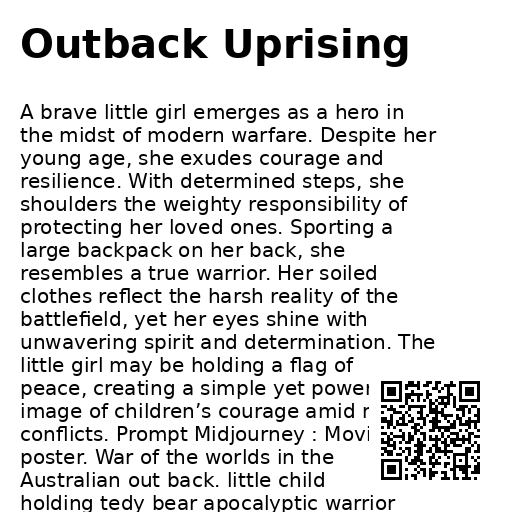 Outback Uprising
A brave little girl emerges as a hero in
the midst of modern warfare. Despite her
young age, she exudes courage and
resilience. With determined steps, she
shoulders the weighty responsibility of
protecting her loved ones. Sporting a
large backpack on her back, she
resembles a true warrior. Her soiled
clothes reflect the harsh reality of the
battlefield, yet her eyes shine with
unwavering spirit and determination. The
little girl may be holding a flag of
peace, creating a simple yet power
image of children’s courage amid
conflicts. Prompt Midjourney : Movi
poster. War of the worlds in the
Australian out back. little child
holding tedy bear apocalyptic warrior